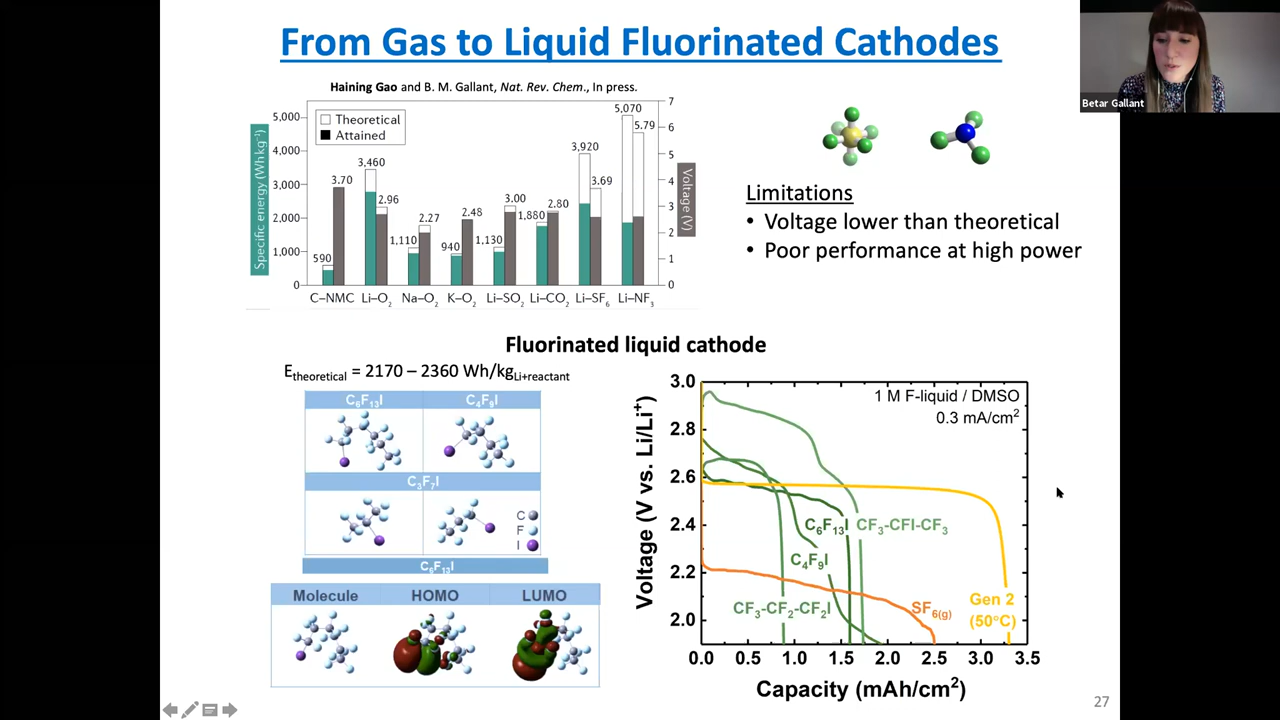 From Gas to Liquid Fluorinated Cathodes
Betar Gallant
Haining Gao and B. M. Gallant, Nat. Rev. Chem., In press.
Theoretical
Attained
Specific energy (Wh kg⁻¹)
5,000
4,000
3,000
2,000
1,000
0
590
3.70
3,460
2.96
1,110
2.27
940
2.48
1,130
3.00
1,880
2.80
3,920
3.69
5,070
5.79
7
6
5
4
3
2
1
0
Voltage (V)
C–NMC Li–O₂ Na–O₂ K–O₂ Li–SO₂ Li–CO₂ Li–SF₆ Li–NF₃
Limitations
• Voltage lower than theoretical
• Poor performance at high power
Fluorinated liquid cathode
E_theoretical = 2170 – 2360 Wh/kg_Li+reactant
C₆F₁₃I C₄F₉I
C₃F₇I
C
F
I
C₆F₁₃I
Molecule HOMO LUMO
Voltage (V vs. Li/Li⁺)
3.0
2.8
2.6
2.4
2.2
2.0
1 M F-liquid / DMSO
0.3 mA/cm²
C₆F₁₃I CF₃-CFI-CF₃
C₄F₉I
CF₃-CF₂-CF₂I
SF₆(g)
Gen 2
(50°C)
0.0 0.5 1.0 1.5 2.0 2.5 3.0 3.5
Capacity (mAh/cm²)
27